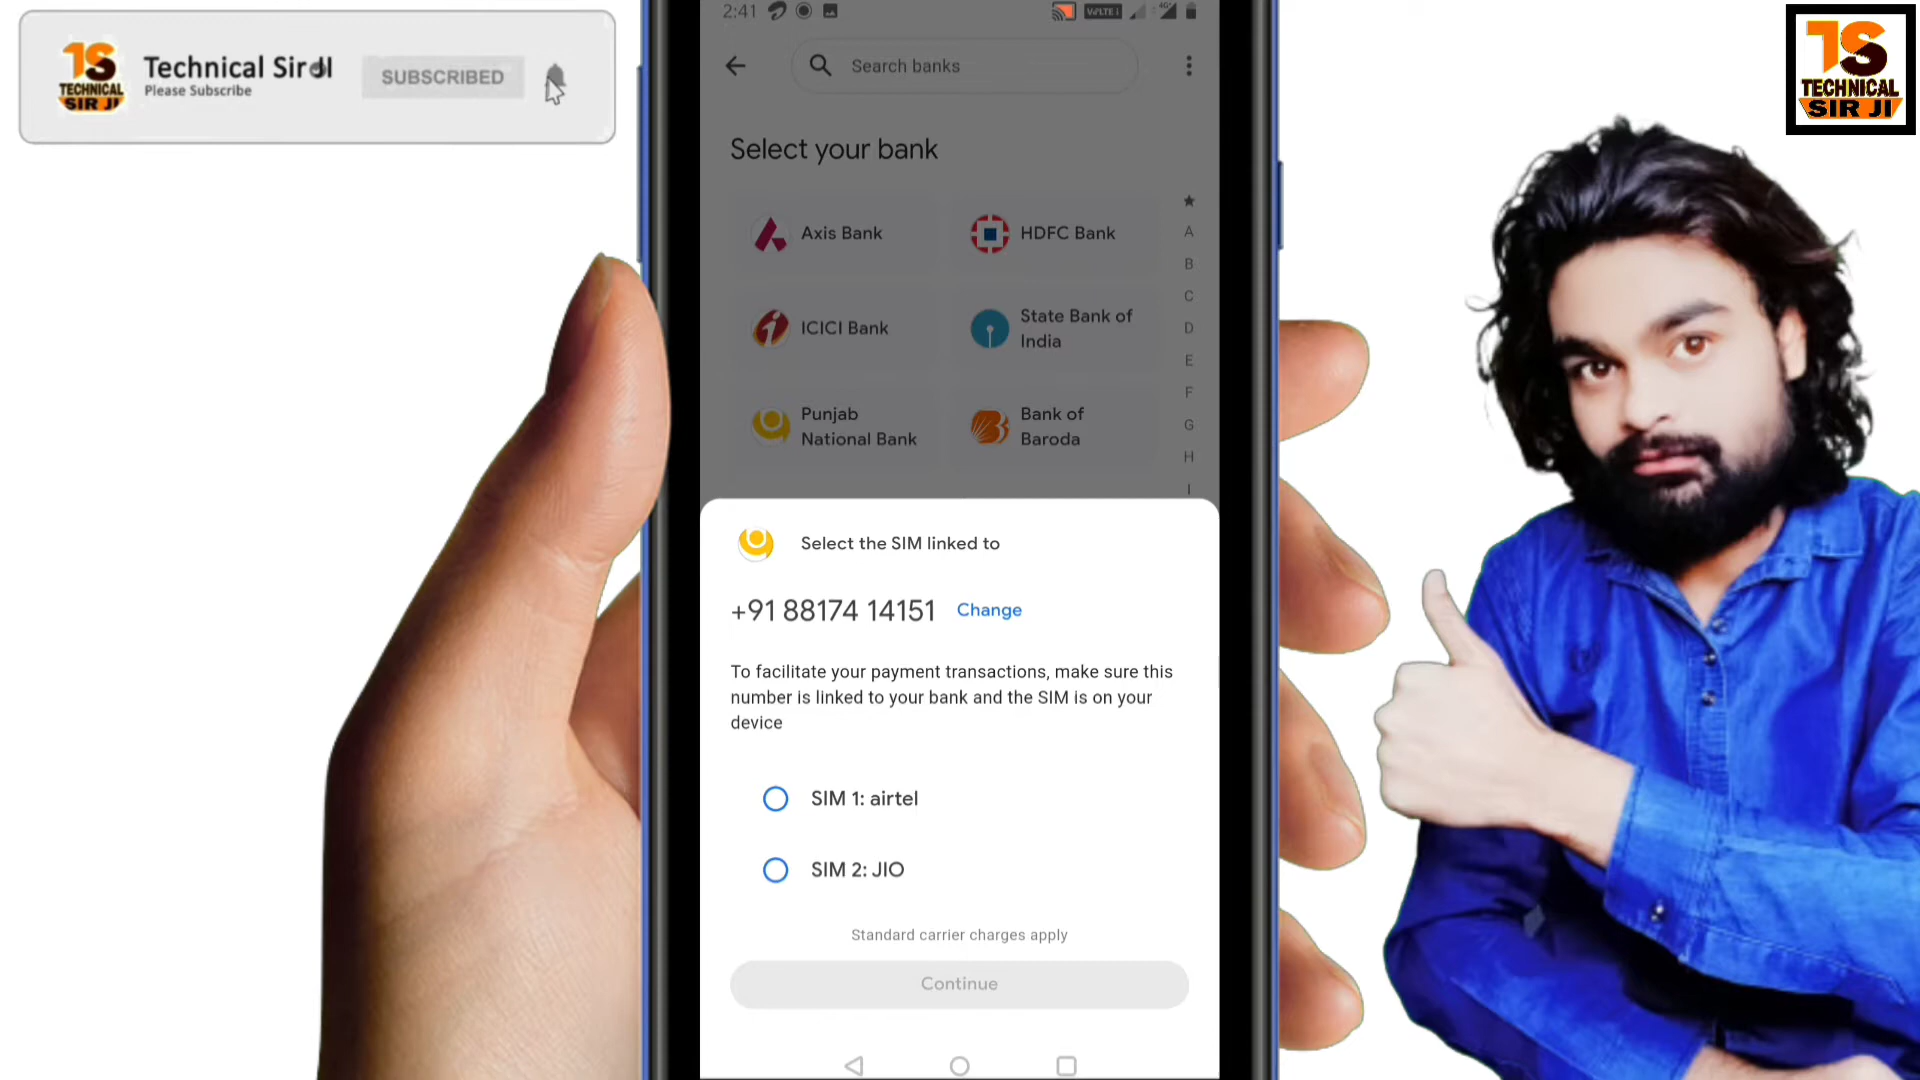 2:41
VoLTE
4G
Technical Sir JI
Please Subscribe
SUBSCRIBED
TS
TECHNICAL
SIR JI
TS
TECHNICAL
SIR JI
Search banks
Select your bank
Axis Bank
HDFC Bank
ICICI Bank
State Bank of
India
Punjab
National Bank
Bank of
Baroda
A
B
C
D
E
F
G
H
I
Select the SIM linked to
+91 88174 14151
Change
To facilitate your payment transactions, make sure this
number is linked to your bank and the SIM is on your
device
SIM 1: airtel
SIM 2: JIO
Standard carrier charges apply
Continue